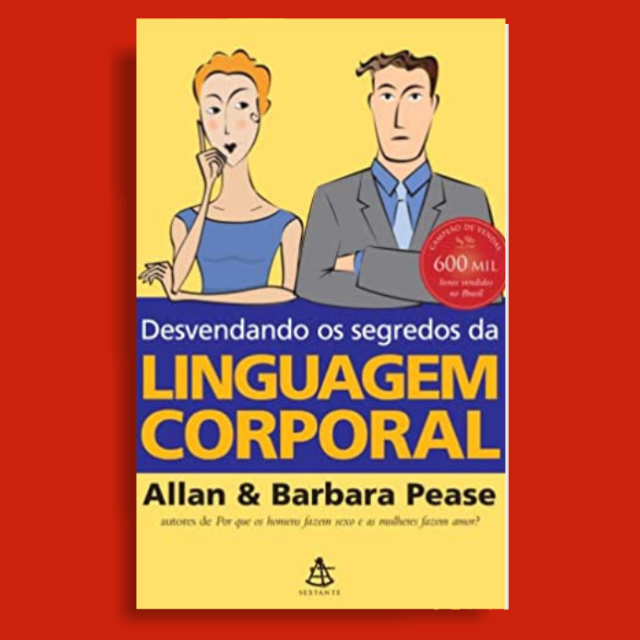 CAMPEÃO DE VENDAS
600 MIL
livros vendidos
no Brasil
Desvendando os segredos da
LINGUAGEM
CORPORAL
Allan & Barbara Pease
autores de Por que os homens fazem sexo e as mulheres fazem amor?
SEXTANTE